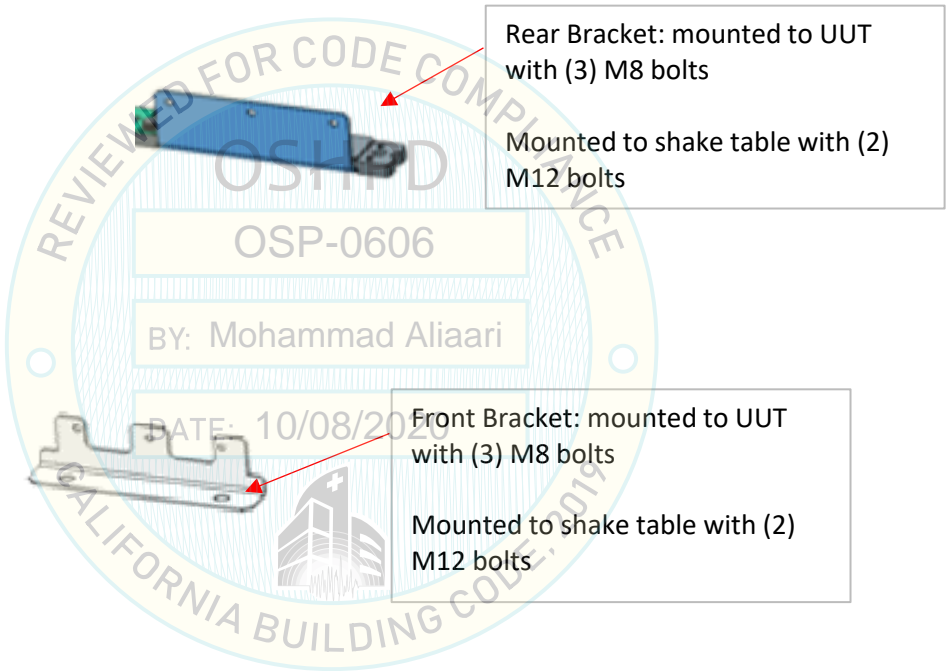 Rear Bracket: mounted to UUT
with (3) M8 bolts
Mounted to shake table with (2)
M12 bolts
REVIEWED FOR CODE COMPLIANCE
OSHPD
OSP-0606
BY: Mohammad Aliaari
DATE: 10/08/2020
Front Bracket: mounted to UUT
with (3) M8 bolts
Mounted to shake table with (2)
M12 bolts
CALIFORNIA BUILDING CODE, 2019